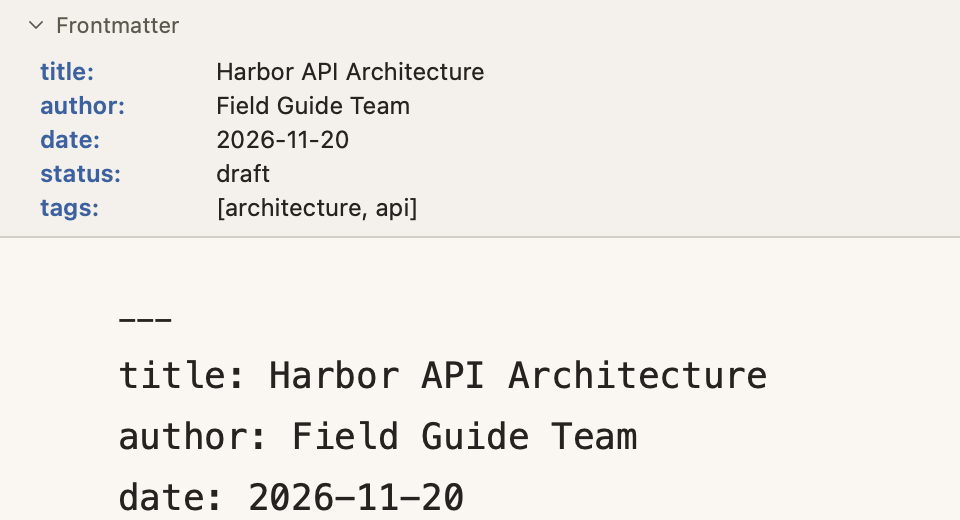 Frontmatter
title: Harbor API Architecture
author: Field Guide Team
date: 2026-11-20
status: draft
tags: [architecture, api]
---
title: Harbor API Architecture
author: Field Guide Team
date: 2026-11-20